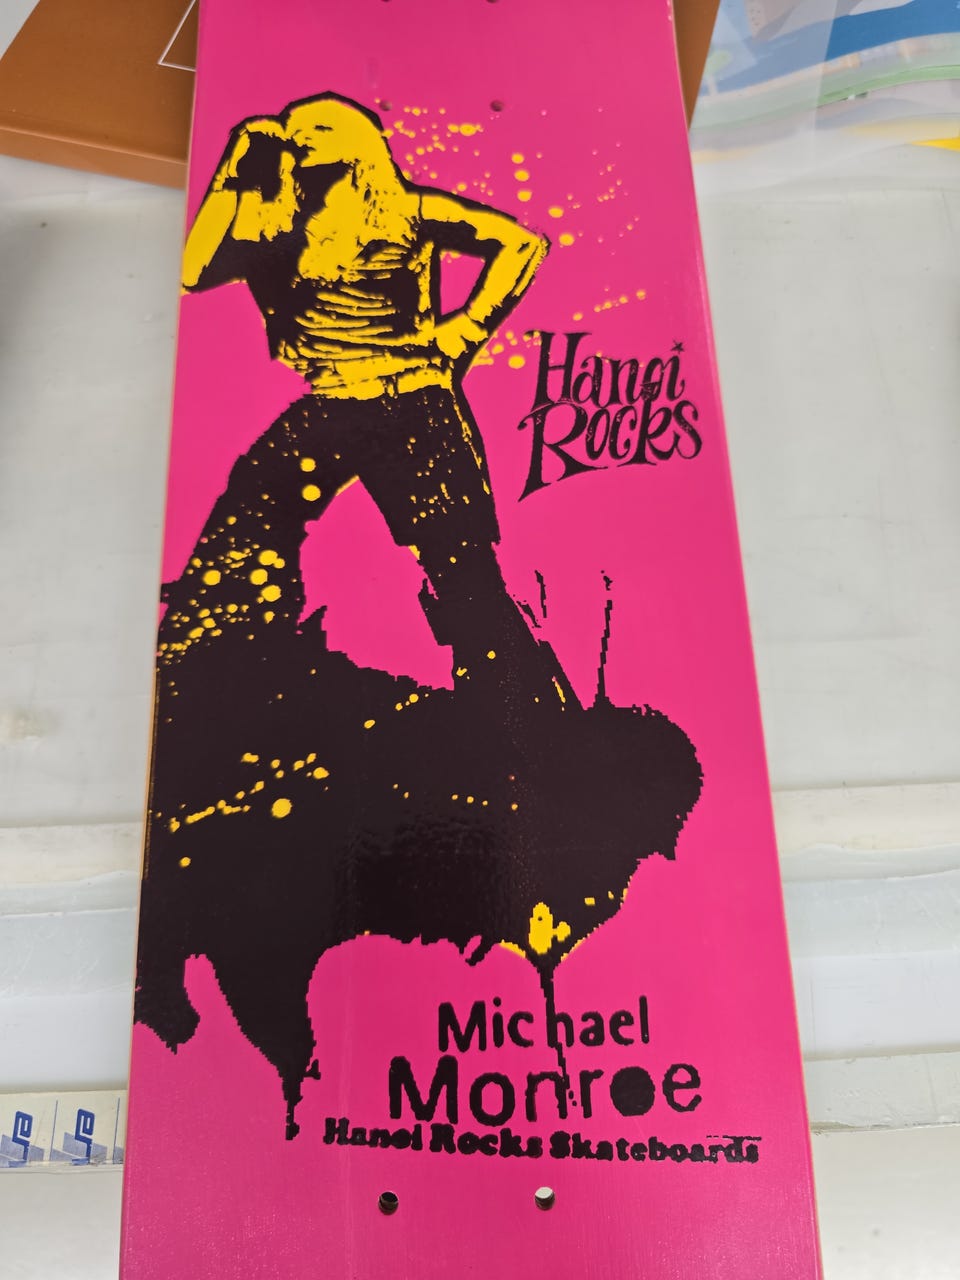 Hanoi
Rocks
Michael
Monroe
Hanoi Rocks Skateboards